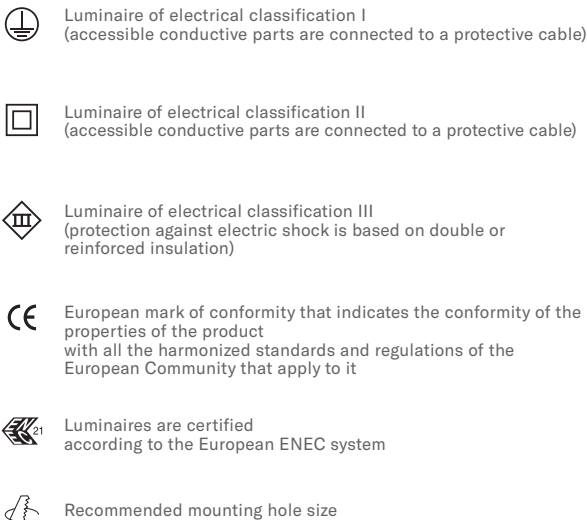 Luminaire of electrical classification I
(accessible conductive parts are connected to a protective cable)
Luminaire of electrical classification II
(accessible conductive parts are connected to a protective cable)
III
Luminaire of electrical classification III
(protection against electric shock is based on double or
reinforced insulation)
CE
European mark of conformity that indicates the conformity of the
properties of the product
with all the harmonized standards and regulations of the
European Community that apply to it
ENEC 21
Luminaires are certified
according to the European ENEC system
Recommended mounting hole size